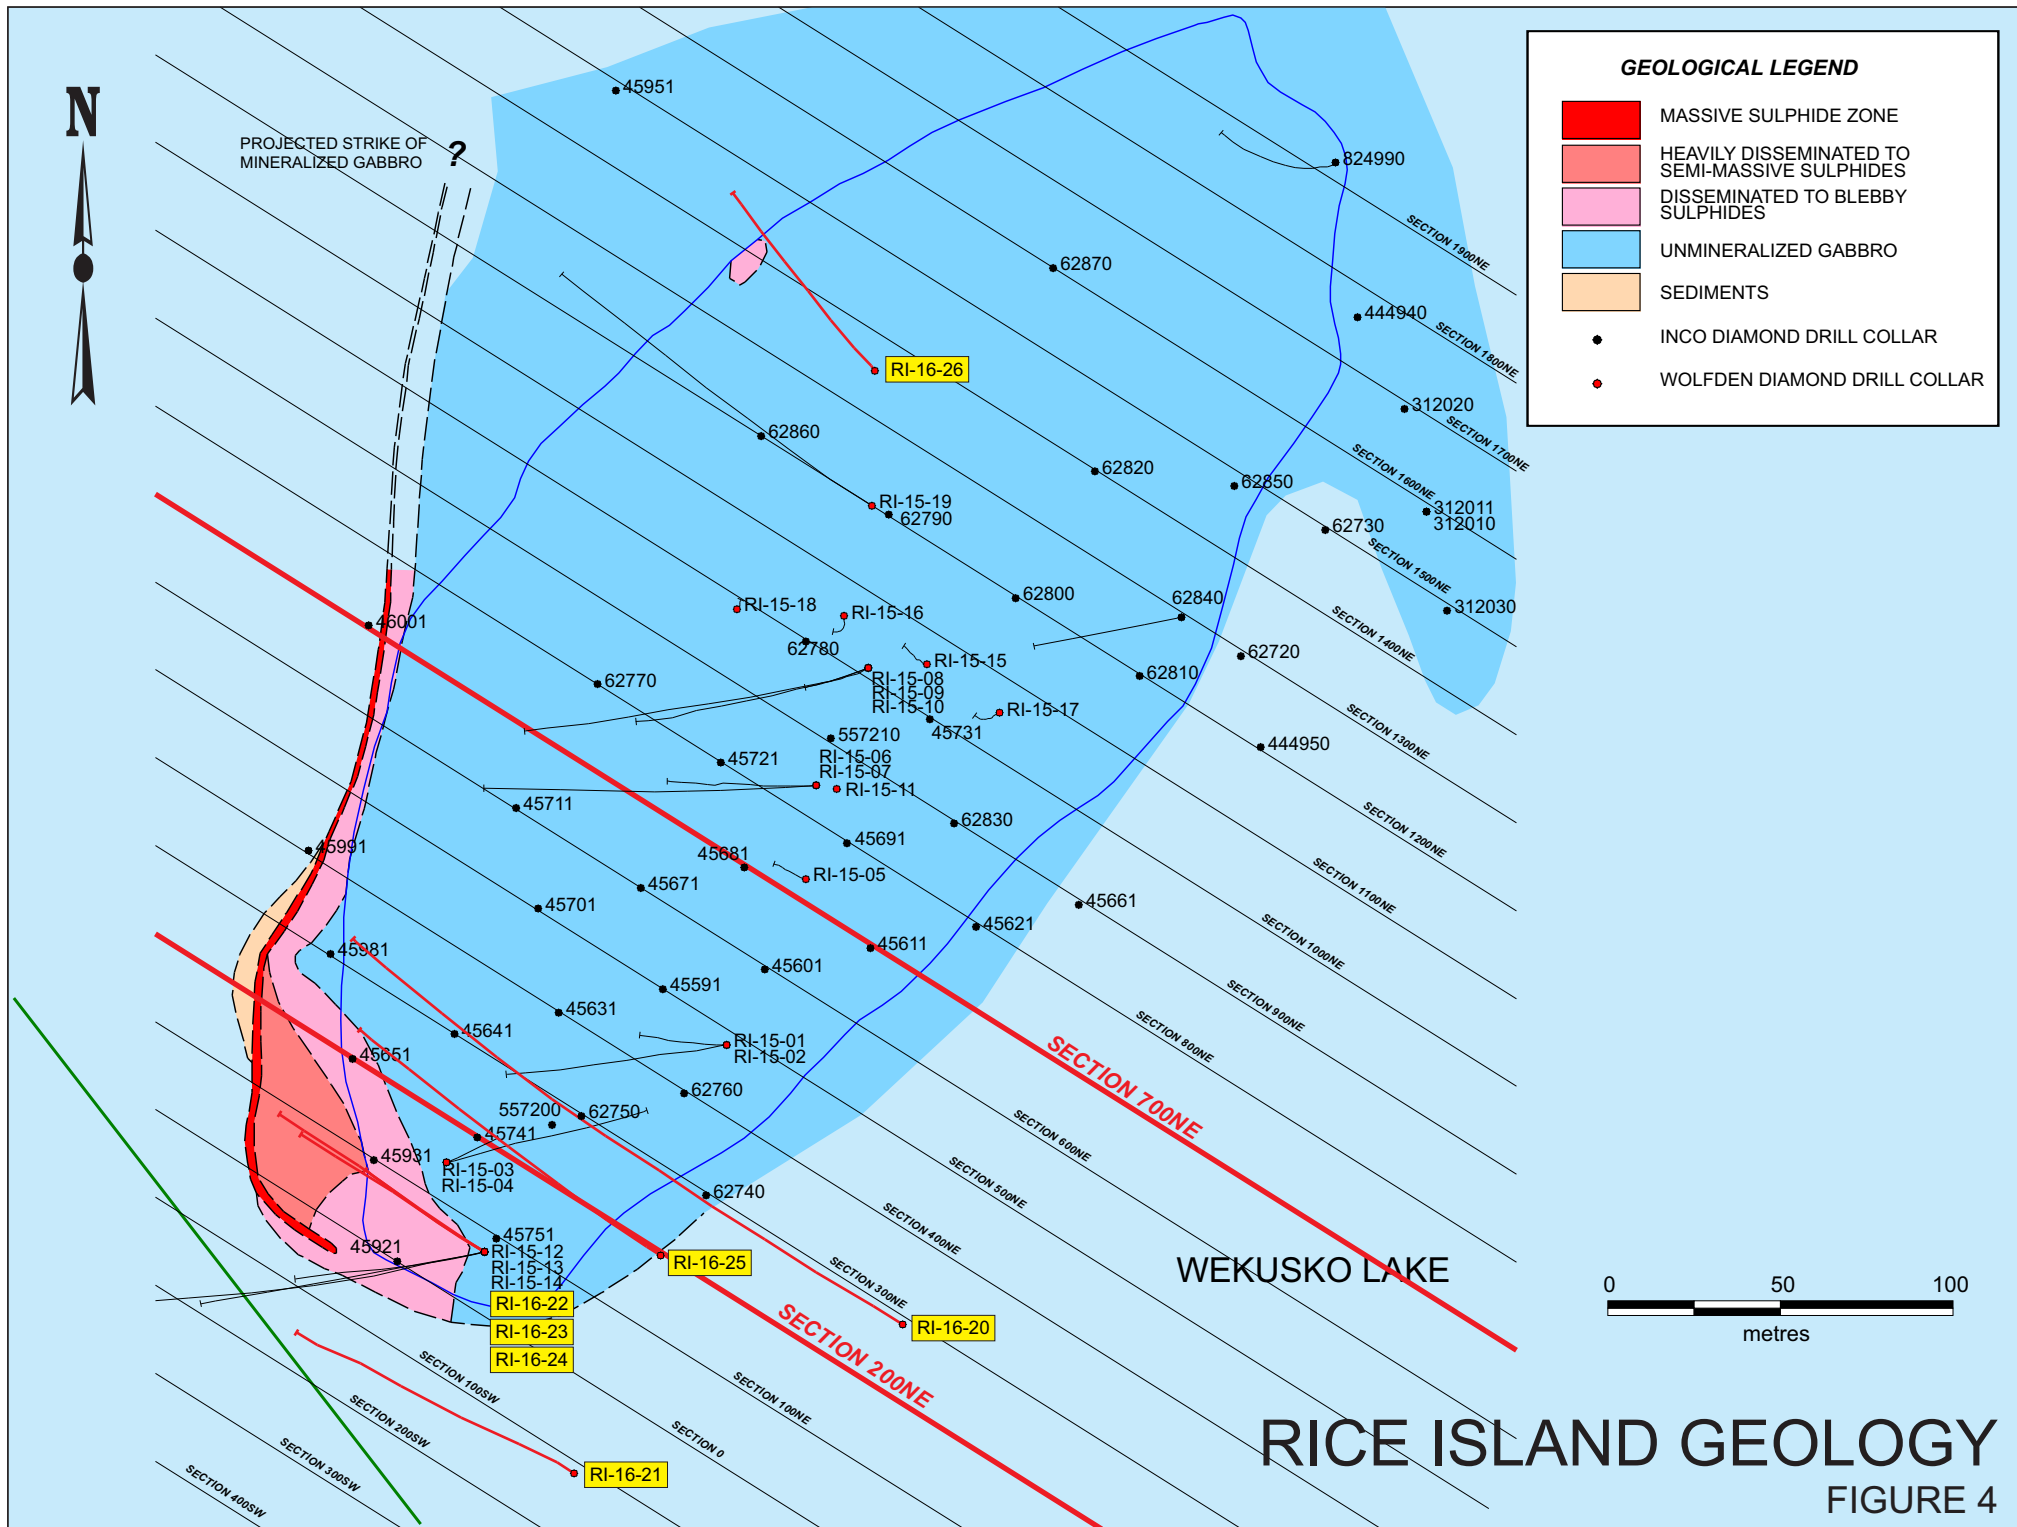 N
PROJECTED STRIKE OF
MINERALIZED GABBRO
?
GEOLOGICAL LEGEND
MASSIVE SULPHIDE ZONE
HEAVILY DISSEMINATED TO
SEMI-MASSIVE SULPHIDES
DISSEMINATED TO BLEBBY
SULPHIDES
UNMINERALIZED GABBRO
SEDIMENTS
INCO DIAMOND DRILL COLLAR
WOLFDEN DIAMOND DRILL COLLAR
45951
824990
SECTION 1900NE
62870
444940
SECTION 1800NE
RI-16-26
312020
SECTION 1700NE
62860
62820
SECTION 1600NE
62850
RI-15-19
62790
312011
312010
62730
SECTION 1500NE
62800
62840
312030
RI-15-18
RI-15-16
SECTION 1400NE
46001
62780
62720
RI-15-15
62770
RI-15-08
RI-15-09
RI-15-10
62810
RI-15-17
SECTION 1300NE
45731
557210
444950
RI-15-06
RI-15-07
45721
RI-15-11
45711
SECTION 1200NE
62830
45691
45991
45681
RI-15-05
45671
SECTION 1100NE
45701
45661
45621
45611
SECTION 1000NE
45981
45601
45591
SECTION 900NE
45631
45641
SECTION 800NE
RI-15-01
RI-15-02
45651
SECTION 700NE
62760
557200
62750
45741
SECTION 600NE
45931
RI-15-03
RI-15-04
62740
SECTION 500NE
45751
SECTION 400NE
45921
RI-15-12
RI-15-13
RI-15-14
RI-16-25
SECTION 300NE
WEKUSKO LAKE
RI-16-22
RI-16-20
RI-16-23
RI-16-24
SECTION 200NE
0 50 100
metres
SECTION 100SW
SECTION 100NE
SECTION 200SW
SECTION 0
SECTION 300SW
RI-16-21
SECTION 400SW
RICE ISLAND GEOLOGY
FIGURE 4